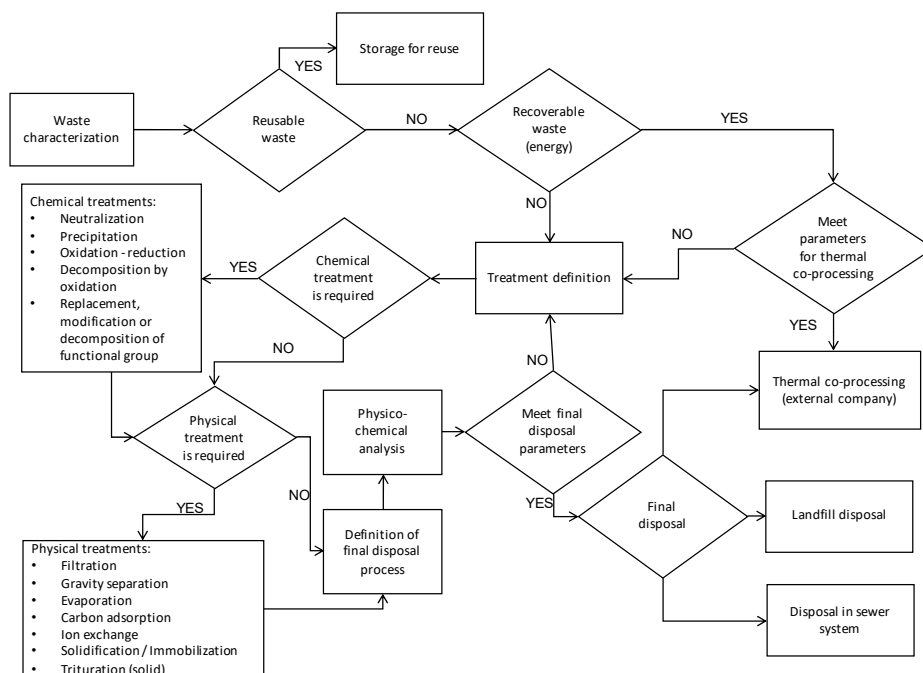 Storage for reuse
YES
Waste
characterization
Reusable
waste
NO
Recoverable
waste
(energy)
YES
Chemical treatments:
• Neutralization
• Precipitation
• Oxidation - reduction
• Decomposition by
oxidation
• Replacement,
modification or
decomposition of
functional group
YES
Chemical
treatment
is required
NO
Treatment definition
NO
Meet
parameters
for thermal
co-processing
NO
YES
NO
Thermal co-processing
(external company)
Physical
treatment
is required
Physico-
chemical
analysis
Meet final
disposal
parameters
YES
NO
YES
Definition of
final disposal
process
Final
disposal
Landfill disposal
Physical treatments:
• Filtration
• Gravity separation
• Evaporation
• Carbon adsorption
• Ion exchange
• Solidification / Immobilization
• Trituration (solid)
Disposal in sewer
system